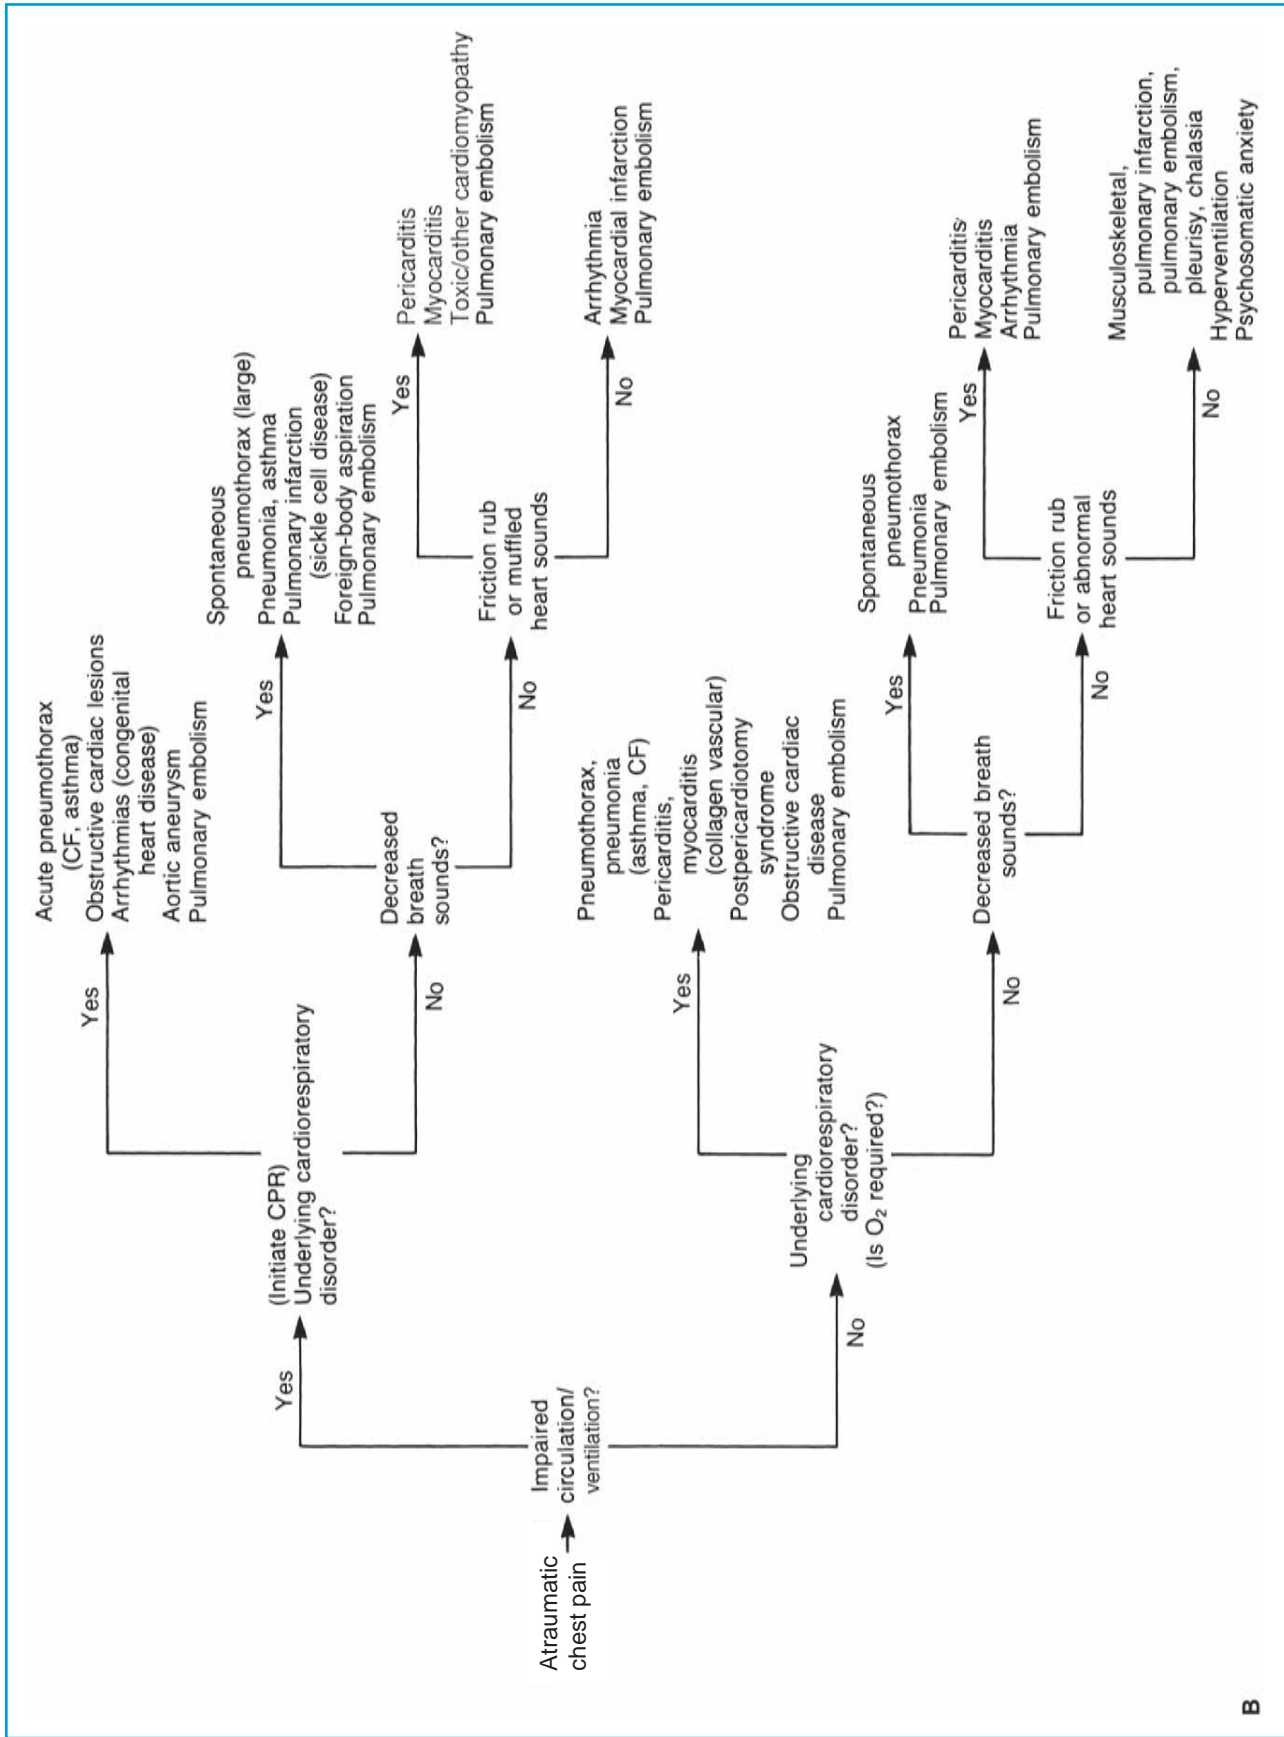 Atraumatic
chest pain
Impaired
circulation/
ventilation?
Yes
(Initiate CPR)
Underlying cardiorespiratory
disorder?
Yes
Acute pneumothorax
(CF, asthma)
Obstructive cardiac lesions
Arrhythmias (congenital
heart disease)
Aortic aneurysm
Pulmonary embolism
No
Decreased
breath
sounds?
Yes
Spontaneous
pneumothorax (large)
Pneumonia, asthma
Pulmonary infarction
(sickle cell disease)
Foreign-body aspiration
Pulmonary embolism
No
Friction rub
or muffled
heart sounds
Yes
Pericarditis
Myocarditis
Toxic/other cardiomyopathy
Pulmonary embolism
No
Arrhythmia
Myocardial infarction
Pulmonary embolism
No
Underlying
cardiorespiratory
disorder?
(Is O₂ required?)
Yes
Pneumothorax,
pneumonia
(asthma, CF)
Pericarditis,
myocarditis
(collagen vascular)
Postpericardiotomy
syndrome
Obstructive cardiac
disease
Pulmonary embolism
No
Decreased breath
sounds?
Yes
Spontaneous
pneumothorax
Pneumonia
Pulmonary embolism
No
Friction rub
or abnormal
heart sounds
Yes
Pericarditis
Myocarditis
Arrhythmia
Pulmonary embolism
No
Musculoskeletal,
pulmonary infarction,
pulmonary embolism,
pleurisy, chalasia
Hyperventilation
Psychosomatic anxiety
B